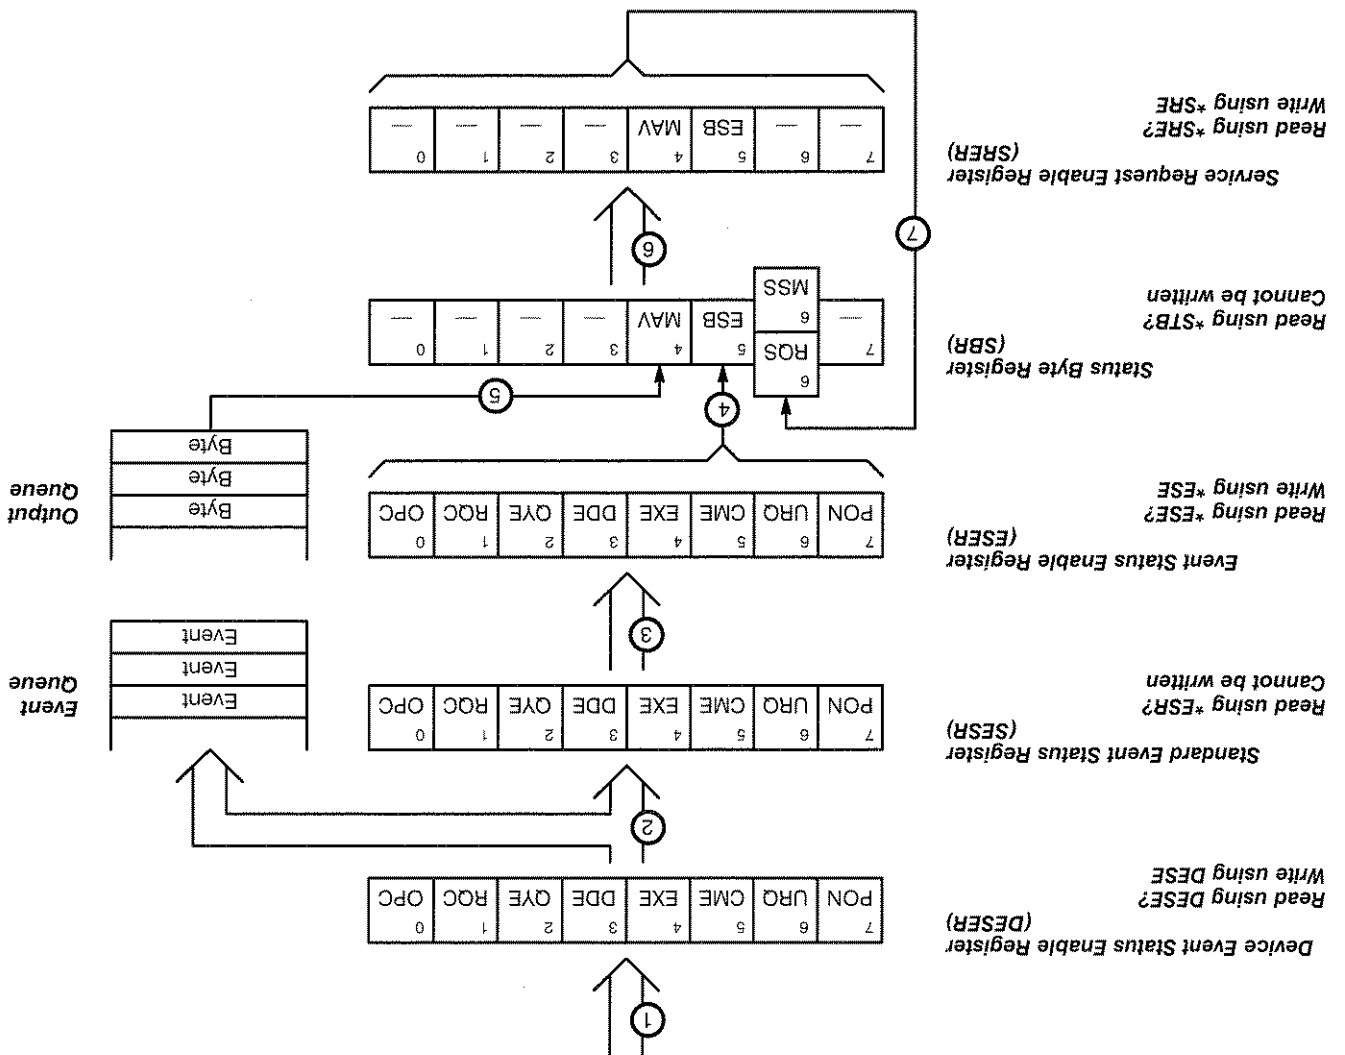 1
Device Event Status Enable Register
(DESER)
Read using DESE?
Write using DESE
7 6 5 4 3 2 1 0
PON URQ CME EXE DDE QYE RQC OPC
2
Standard Event Status Register
(SESR)
Read using *ESR?
Cannot be written
7 6 5 4 3 2 1 0
PON URQ CME EXE DDE QYE RQC OPC
Event
Event
Event
Event
Queue
3
Event Status Enable Register
(ESER)
Read using *ESE?
Write using *ESE
7 6 5 4 3 2 1 0
PON URQ CME EXE DDE QYE RQC OPC
Byte
Byte
Byte
Output
Queue
4
5
Status Byte Register
(SBR)
Read using *STB?
Cannot be written
6
RQS
7 6 5 4 3 2 1 0
— MSS ESB MAV — — — —
6
7
Service Request Enable Register
(SRER)
Read using *SRE?
Write using *SRE
7 6 5 4 3 2 1 0
— — ESB MAV — — — —